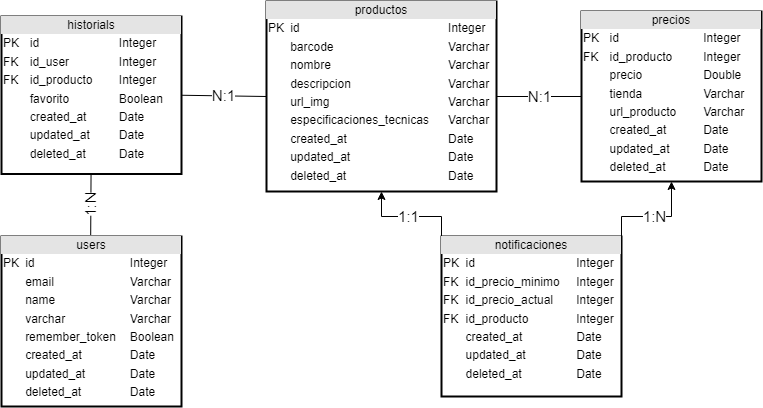 historials
PK id Integer
FK id_user Integer
FK id_producto Integer
favorito Boolean
created_at Date
updated_at Date
deleted_at Date
N:1
productos
PK id Integer
barcode Varchar
nombre Varchar
descripcion Varchar
url_img Varchar
especificaciones_tecnicas Varchar
created_at Date
updated_at Date
deleted_at Date
N:1
precios
PK id Integer
FK id_producto Integer
precio Double
tienda Varchar
url_producto Varchar
created_at Date
updated_at Date
deleted_at Date
1:N
1:1
1:N
users
PK id Integer
email Varchar
name Varchar
varchar Varchar
remember_token Boolean
created_at Date
updated_at Date
deleted_at Date
notificaciones
PK id Integer
FK id_precio_minimo Integer
FK id_precio_actual Integer
FK id_producto Integer
created_at Date
updated_at Date
deleted_at Date